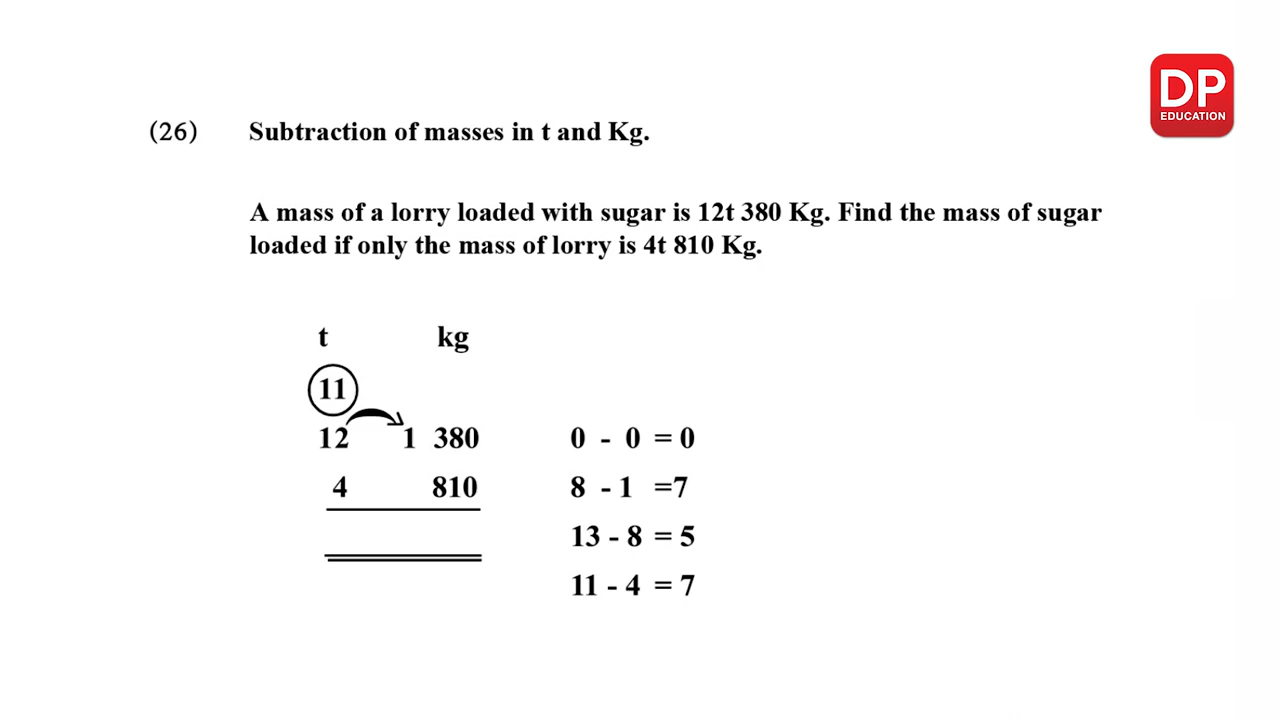 DP
EDUCATION
(26) Subtraction of masses in t and Kg.
A mass of a lorry loaded with sugar is 12t 380 Kg. Find the mass of sugar
loaded if only the mass of lorry is 4t 810 Kg.
t kg
11
12 1 380 0 - 0 = 0
4 810 8 - 1 =7
13 - 8 = 5
11 - 4 = 7